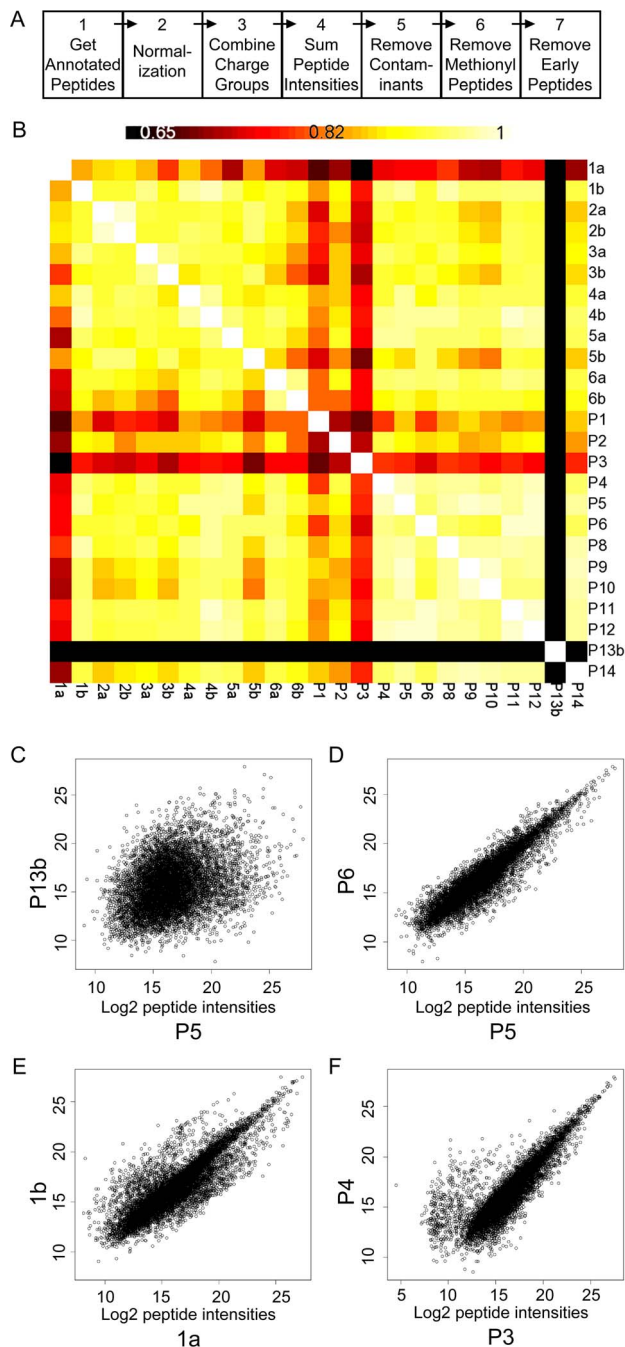 A
1 2 3 4 5 6 7
Get Annotated Peptides
Normal-ization
Combine Charge Groups
Sum Peptide Intensities
Remove Contam-inants
Remove Methionyl Peptides
Remove Early Peptides
B
0.65 0.82 1
1a
1b
2a
2b
3a
3b
4a
4b
5a
5b
6a
6b
P1
P2
P3
P4
P5
P6
P8
P9
P10
P11
P12
P13b
P14
1a 1b 2a 2b 3a 3b 4a 4b 5a 5b 6a 6b P1 P2 P3 P4 P5 P6 P8 P9 P10 P11 P12 P13b P14
C
P13b
25
20
15
10
10 15 20 25
Log2 peptide intensities
P5
D
P6
25
20
15
10
10 15 20 25
Log2 peptide intensities
P5
E
1b
25
20
15
10
10 15 20 25
Log2 peptide intensities
1a
F
P4
25
20
15
10
5 10 15 20 25
Log2 peptide intensities
P3